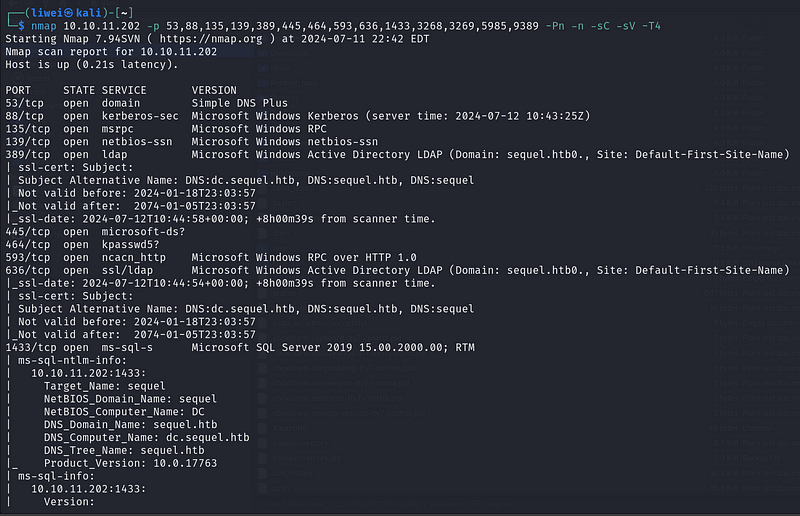 ┌──(liwei㉿kali)-[~]
└─$ nmap 10.10.11.202 -p 53,88,135,139,389,445,464,593,636,1433,3268,3269,5985,9389 -Pn -n -sC -sV -T4
Starting Nmap 7.94SVN ( https://nmap.org ) at 2024-07-11 22:42 EDT
Nmap scan report for 10.10.11.202
Host is up (0.21s latency).

PORT     STATE SERVICE       VERSION
53/tcp   open  domain        Simple DNS Plus
88/tcp   open  kerberos-sec  Microsoft Windows Kerberos (server time: 2024-07-12 10:43:25Z)
135/tcp  open  msrpc         Microsoft Windows RPC
139/tcp  open  netbios-ssn   Microsoft Windows netbios-ssn
389/tcp  open  ldap          Microsoft Windows Active Directory LDAP (Domain: sequel.htb0., Site: Default-First-Site-Name)
| ssl-cert: Subject:
| Subject Alternative Name: DNS:dc.sequel.htb, DNS:sequel.htb, DNS:sequel
| Not valid before: 2024-01-18T23:03:57
|_Not valid after:  2074-01-05T23:03:57
|_ssl-date: 2024-07-12T10:44:58+00:00; +8h00m39s from scanner time.
445/tcp  open  microsoft-ds?
464/tcp  open  kpasswd5?
593/tcp  open  ncacn_http    Microsoft Windows RPC over HTTP 1.0
636/tcp  open  ssl/ldap      Microsoft Windows Active Directory LDAP (Domain: sequel.htb0., Site: Default-First-Site-Name)
|_ssl-date: 2024-07-12T10:44:54+00:00; +8h00m39s from scanner time.
| ssl-cert: Subject:
| Subject Alternative Name: DNS:dc.sequel.htb, DNS:sequel.htb, DNS:sequel
| Not valid before: 2024-01-18T23:03:57
|_Not valid after:  2074-01-05T23:03:57
1433/tcp open  ms-sql-s      Microsoft SQL Server 2019 15.00.2000.00; RTM
| ms-sql-ntlm-info:
|   10.10.11.202:1433:
|     Target_Name: sequel
|     NetBIOS_Domain_Name: sequel
|     NetBIOS_Computer_Name: DC
|     DNS_Domain_Name: sequel.htb
|     DNS_Computer_Name: dc.sequel.htb
|     DNS_Tree_Name: sequel.htb
|_    Product_Version: 10.0.17763
| ms-sql-info:
|   10.10.11.202:1433:
|     Version: